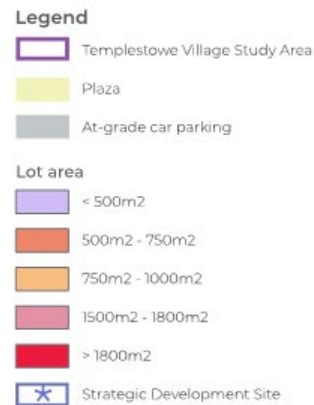 Legend
Templestowe Village Study Area
Plaza
At-grade car parking
Lot area
< 500m2
500m2 - 750m2
750m2 - 1000m2
1500m2 - 1800m2
> 1800m2
Strategic Development Site